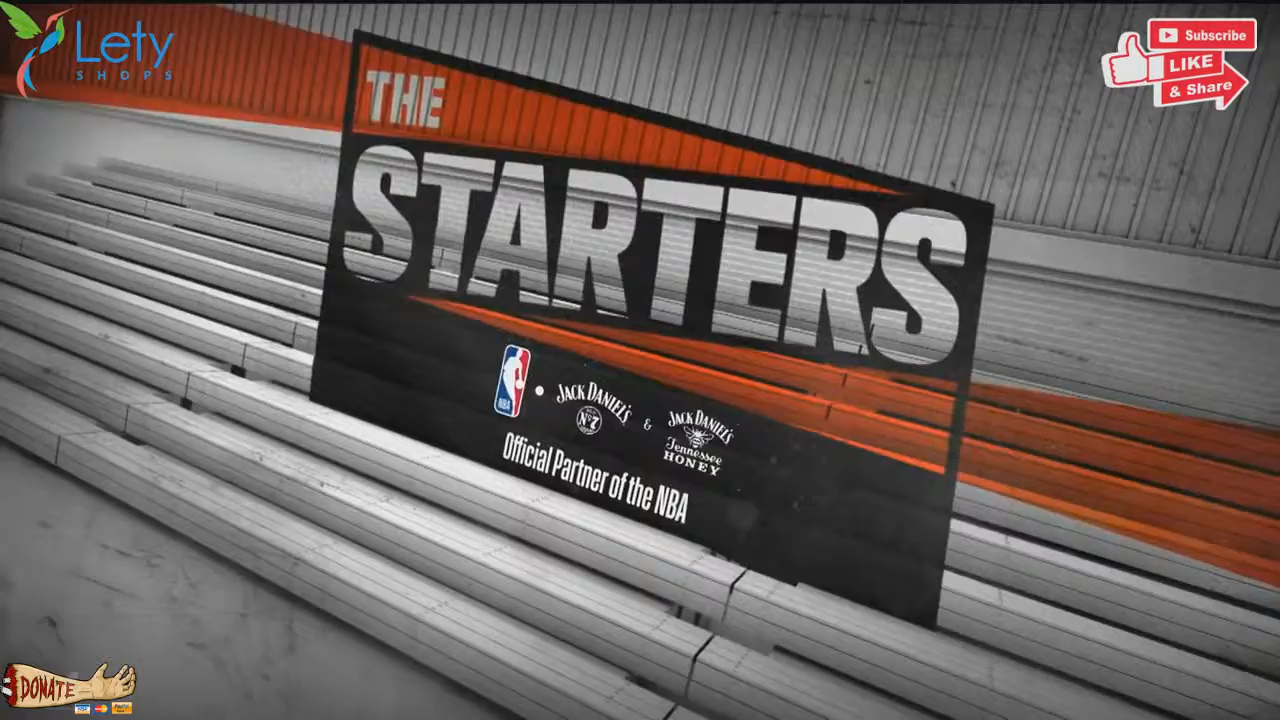 Lety
SHOPS
Subscribe
LIKE
& Share
THE
STARTERS
NBA
JACK DANIEL'S
No. 7
&
JACK DANIEL'S
Tennessee
HONEY
Official Partner of the NBA
DONATE
VISA